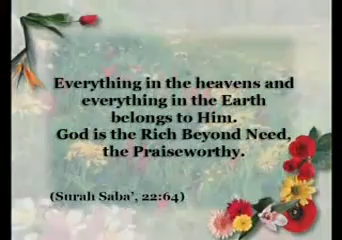 Everything in the heavens and
everything in the Earth
belongs to Him.
God is the Rich Beyond Need,
the Praiseworthy.
(Surah Saba', 22:64)